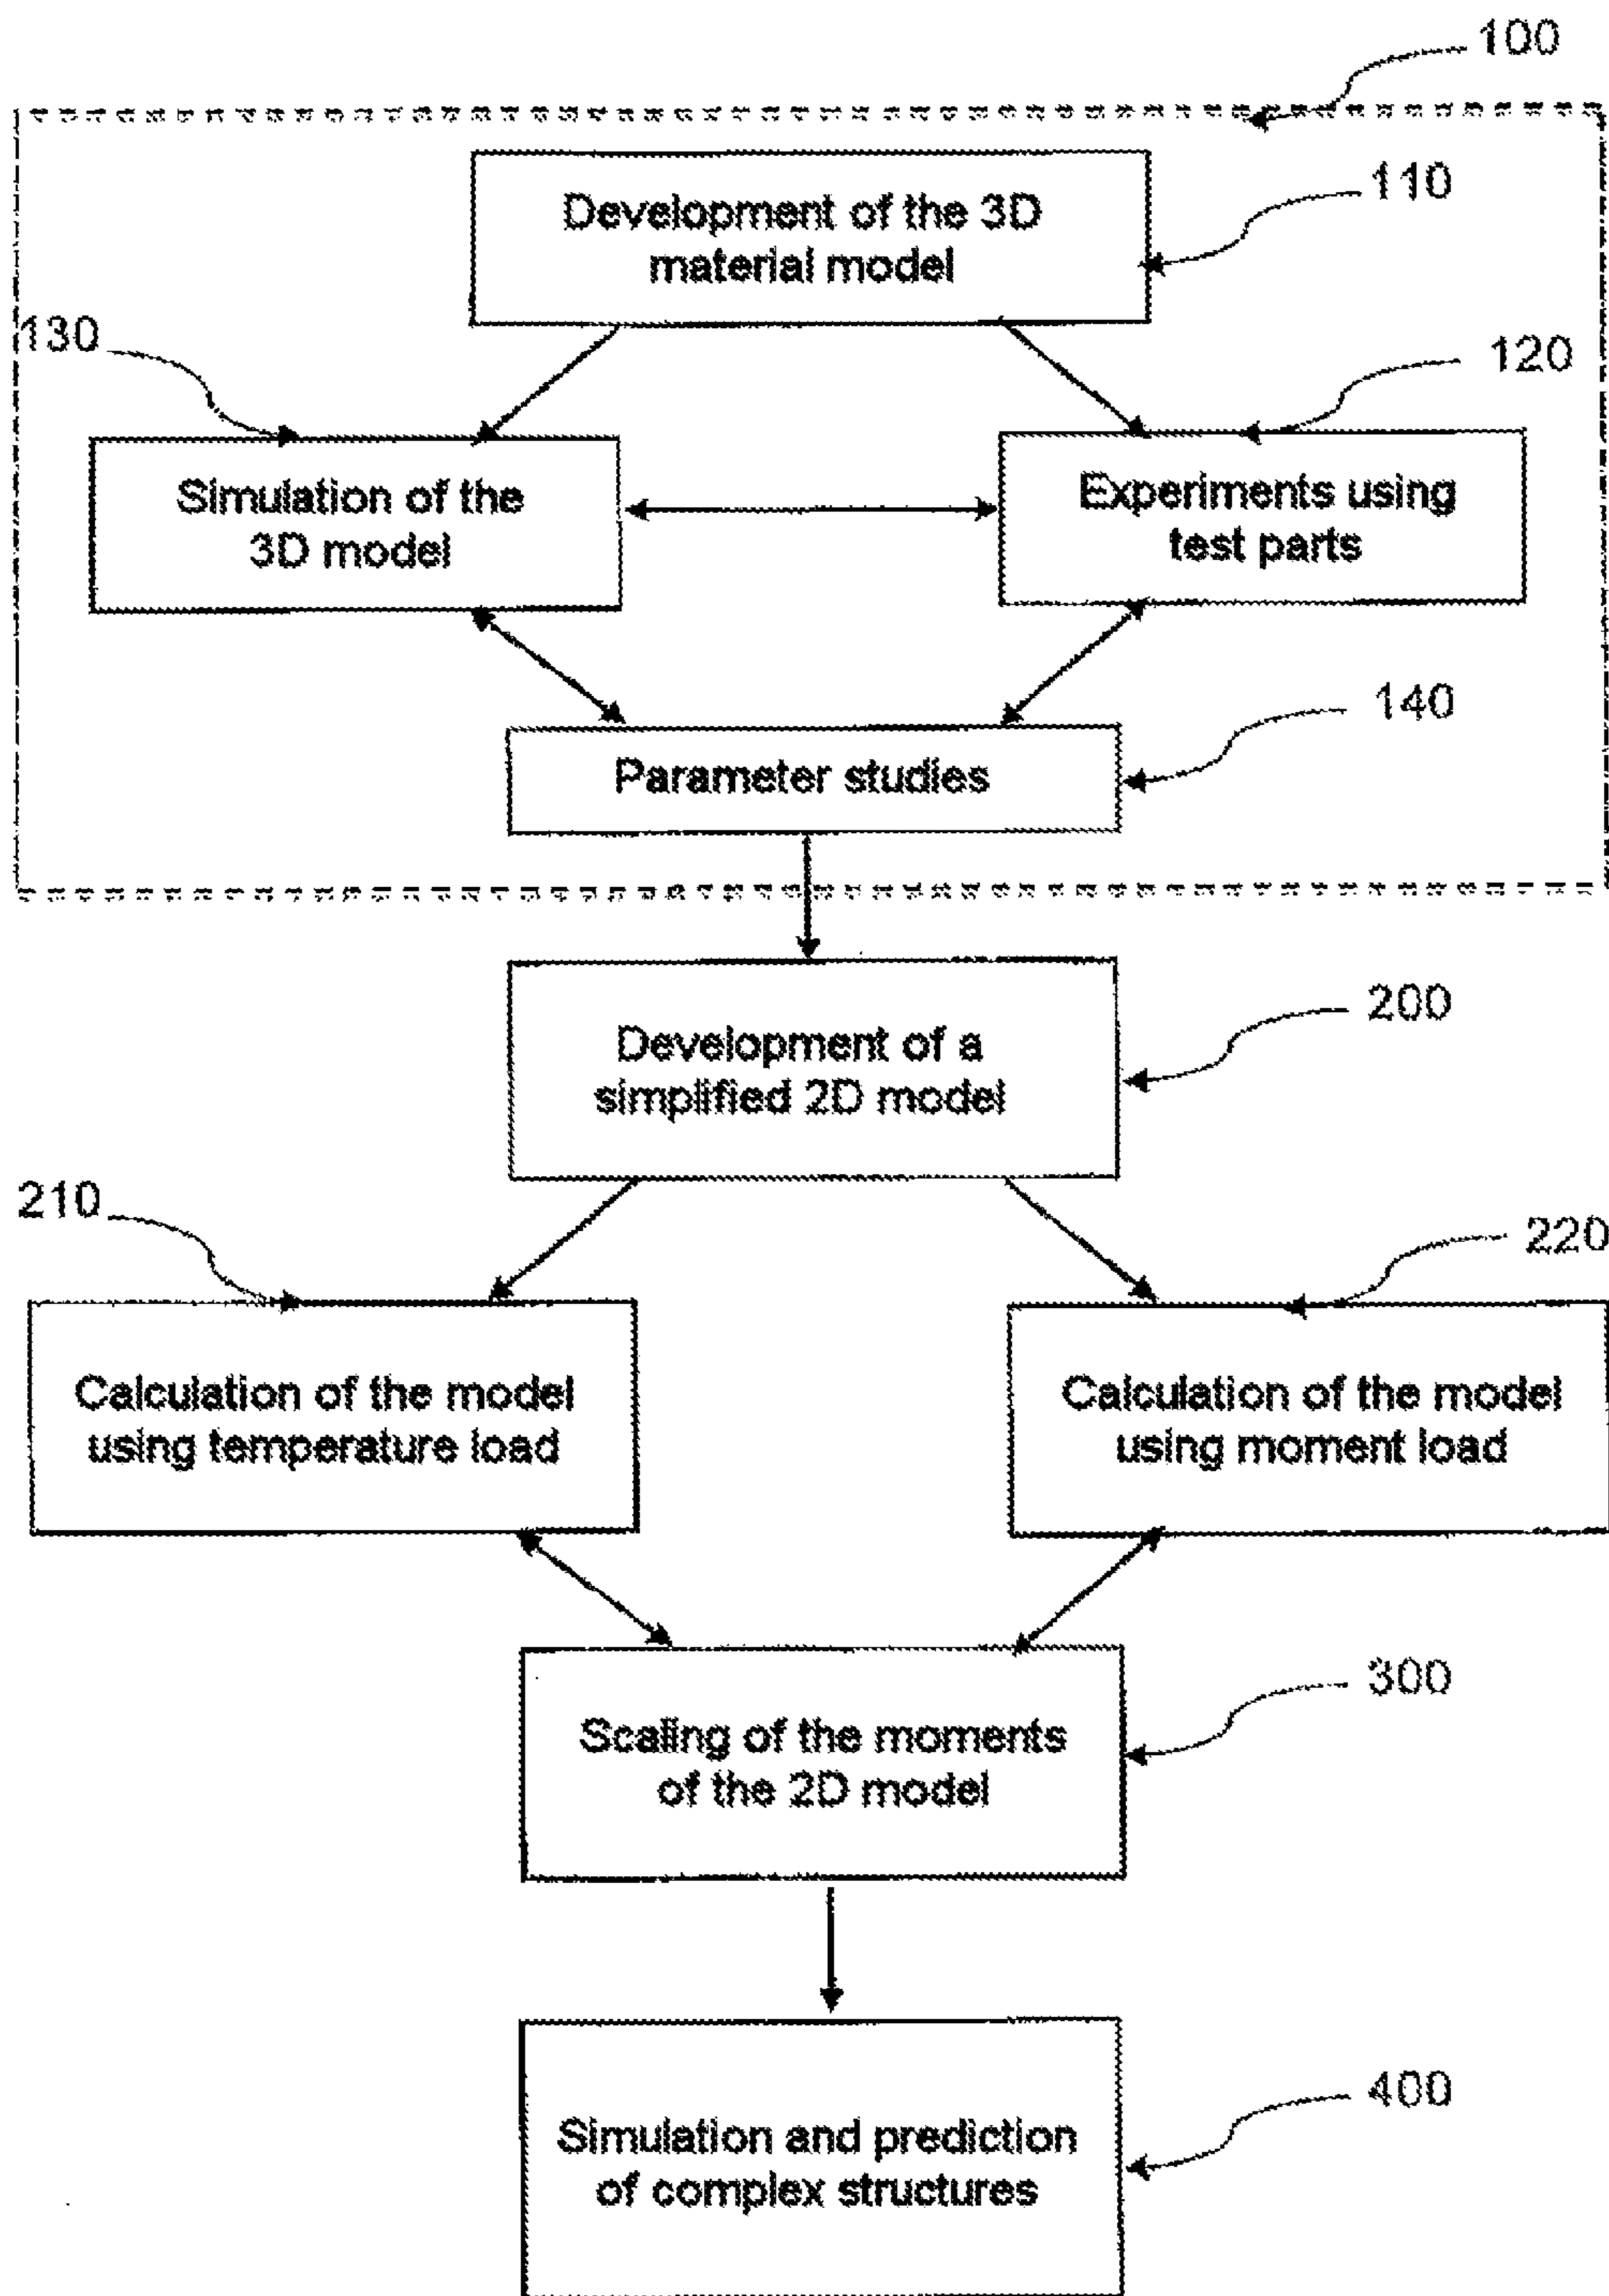 100
Development of the 3D
material model
110
130
120
Simulation of the
3D model
Experiments using
test parts
140
Parameter studies
Development of a
simplified 2D model
200
210
220
Calculation of the model
using temperature load
Calculation of the model
using moment load
Scaling of the moments
of the 2D model
300
Simulation and prediction
of complex structures
400